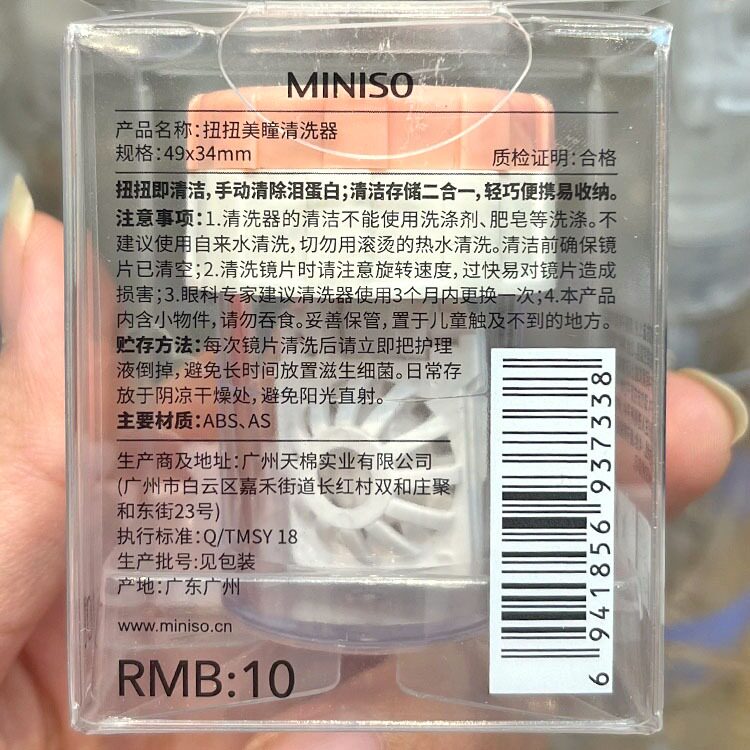 MINISO
产品名称:扭扭美瞳清洗器
规格:49x34mm
质检证明:合格
扭扭即清洁,手动清除泪蛋白;清洁存储二合一,轻巧便携易收纳。
注意事项:1.清洗器的清洁不能使用洗涤剂、肥皂等洗涤。不
建议使用自来水清洗,切勿用滚烫的热水清洗。清洁前确保镜
片已清空;2.清洗镜片时请注意旋转速度,过快易对镜片造成
损害;3.眼科专家建议清洗器使用3个月内更换一次;4.本产品
内含小物件,请勿吞食。妥善保管,置于儿童触及不到的地方。
贮存方法:每次镜片清洗后请立即把护理
液倒掉,避免长时间放置滋生细菌。日常存
放于阴凉干燥处,避免阳光直射。
主要材质:ABS、AS
生产商及地址:广州天棉实业有限公司
(广州市白云区嘉禾街道长红村双和庄聚
和东街23号)
执行标准:Q/TMSY 18
生产批号:见包装
产地:广东广州
www.miniso.cn
RMB:10
6 941856 937338